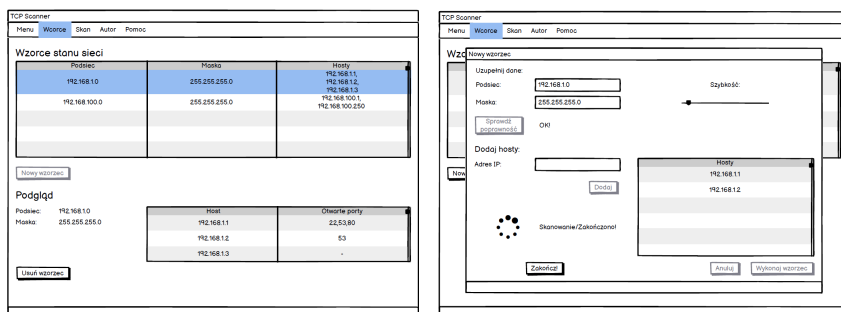 TCP Scanner
Menu Wzorce Skan Autor Pomoc
Wzorce stanu sieci
Podsieć Maska Hosty
192.168.1.0 255.255.255.0 192.168.1.1,
192.168.1.2,
192.168.1.3
192.168.100.0 255.255.255.0 192.168.100.1,
192.168.100.250
Nowy wzorzec
Podgląd
Podsieć: 192.168.1.0
Maska: 255.255.255.0
Host Otwarte porty
192.168.1.1 22,53,80
192.168.1.2 53
192.168.1.3 -
Usuń wzorzec
TCP Scanner
Menu Wzorce Skan Autor Pomoc
Wzo
Nowy wzorzec
Uzupełnij dane:
Podsieć: 192.168.1.0 Szybkość:
Maska: 255.255.255.0
Sprawdź
poprawność OK!
Dodaj hosty:
Now
Adres IP:
Dodaj
Hosty
192.168.1.1
192.168.1.2
Skanowanie/Zakończono!
Zakończ! Anuluj Wykonaj wzorzec